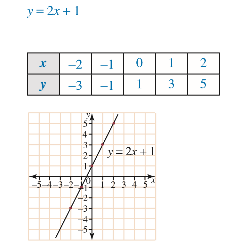 y = 2x + 1
x −2 −1 0 1 2
y −3 −1 1 3 5
y
5
4
3
2
1
y = 2x + 1
−5 −4 −3 −2 −1 1 2 3 4 5 x
−1
−2
−3
−4
−5